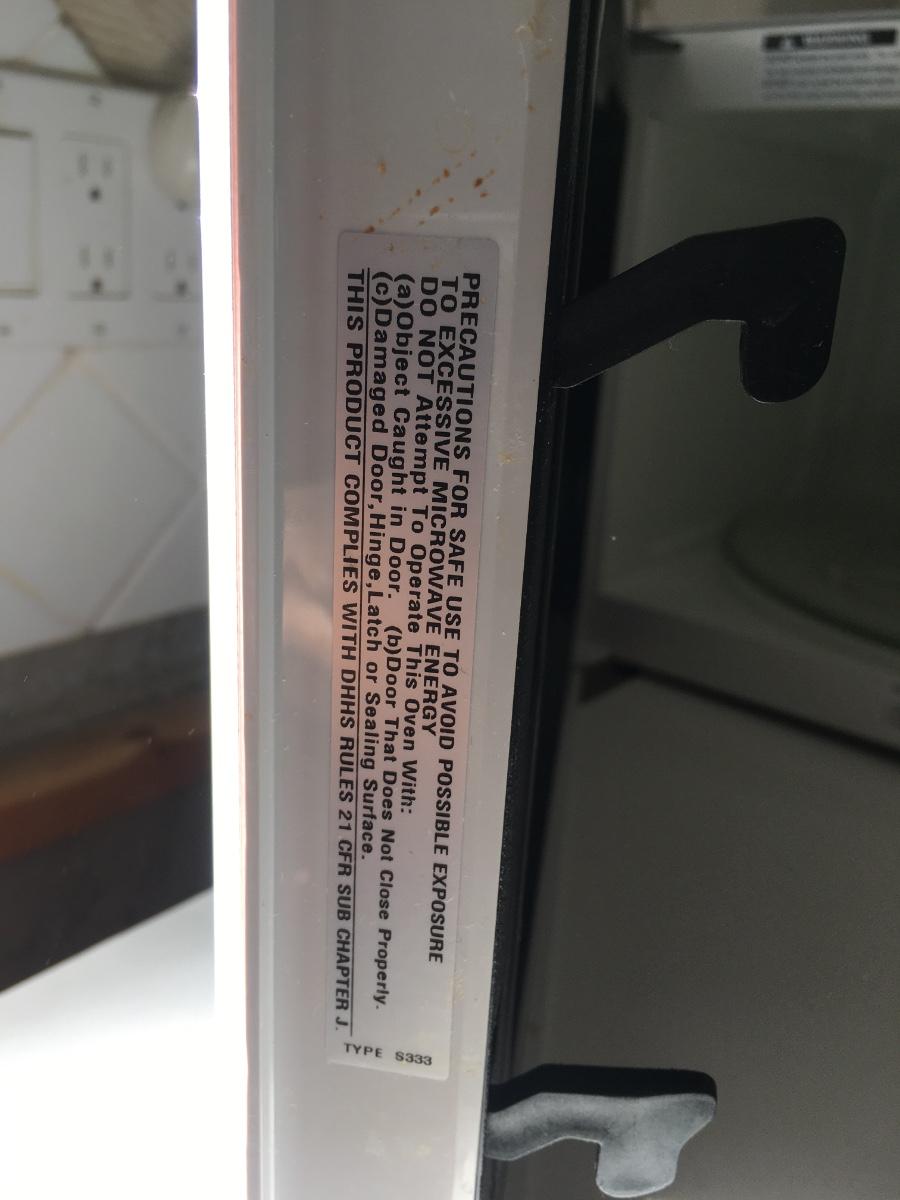 PRECAUTIONS FOR SAFE USE TO AVOID POSSIBLE EXPOSURE
TO EXCESSIVE MICROWAVE ENERGY
DO NOT Attempt To Operate This Oven With:
(a)Object Caught in Door. (b)Door That Does Not Close Properly.
(c)Damaged Door,Hinge,Latch or Sealing Surface.
THIS PRODUCT COMPLIES WITH DHHS RULES 21 CFR SUB CHAPTER J.
TYPE S333
WARNING